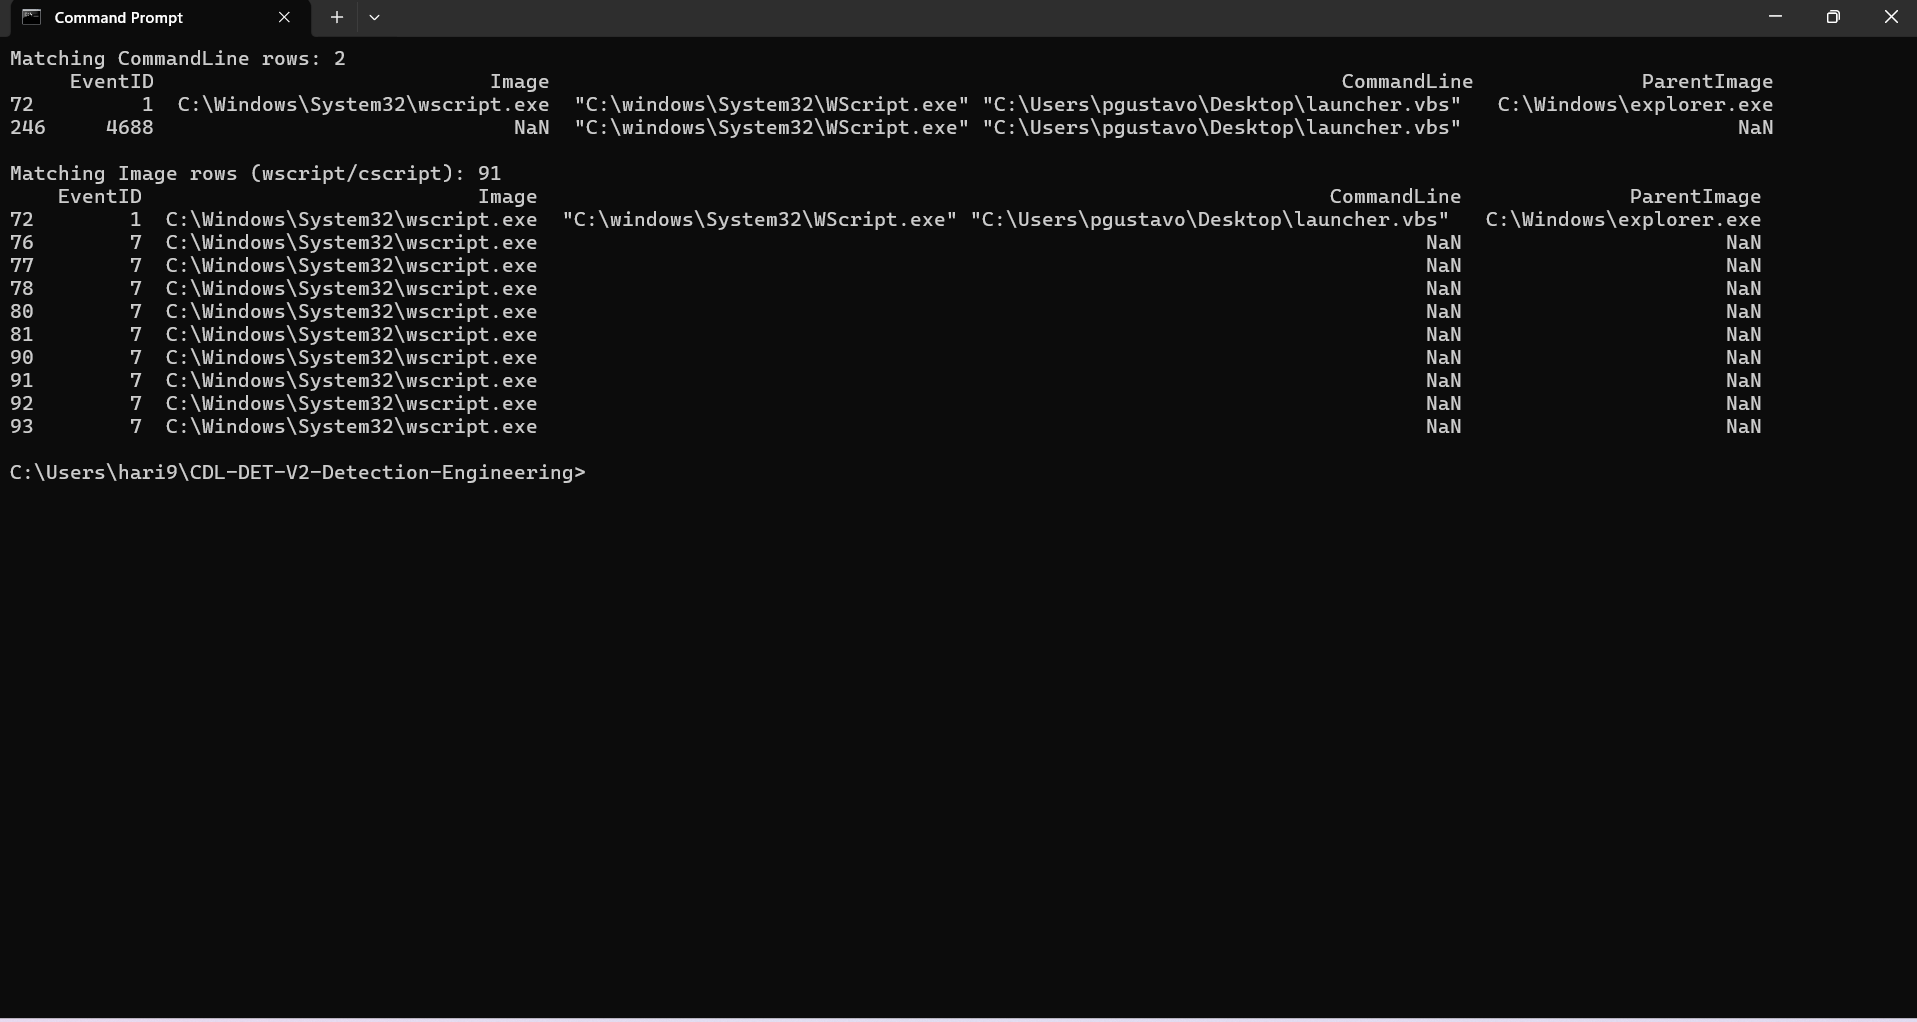 Command Prompt
Matching CommandLine rows: 2
     EventID                            Image                                                                  CommandLine              ParentImage
72         1  C:\Windows\System32\wscript.exe  "C:\windows\System32\WScript.exe" "C:\Users\pgustavo\Desktop\launcher.vbs"   C:\Windows\explorer.exe
246     4688                              NaN  "C:\windows\System32\WScript.exe" "C:\Users\pgustavo\Desktop\launcher.vbs"                       NaN
Matching Image rows (wscript/cscript): 91
    EventID                            Image                                                                  CommandLine              ParentImage
72        1  C:\Windows\System32\wscript.exe  "C:\windows\System32\WScript.exe" "C:\Users\pgustavo\Desktop\launcher.vbs"   C:\Windows\explorer.exe
76        7  C:\Windows\System32\wscript.exe                                                                          NaN                      NaN
77        7  C:\Windows\System32\wscript.exe                                                                          NaN                      NaN
78        7  C:\Windows\System32\wscript.exe                                                                          NaN                      NaN
80        7  C:\Windows\System32\wscript.exe                                                                          NaN                      NaN
81        7  C:\Windows\System32\wscript.exe                                                                          NaN                      NaN
90        7  C:\Windows\System32\wscript.exe                                                                          NaN                      NaN
91        7  C:\Windows\System32\wscript.exe                                                                          NaN                      NaN
92        7  C:\Windows\System32\wscript.exe                                                                          NaN                      NaN
93        7  C:\Windows\System32\wscript.exe                                                                          NaN                      NaN
C:\Users\hari9\CDL-DET-V2-Detection-Engineering>